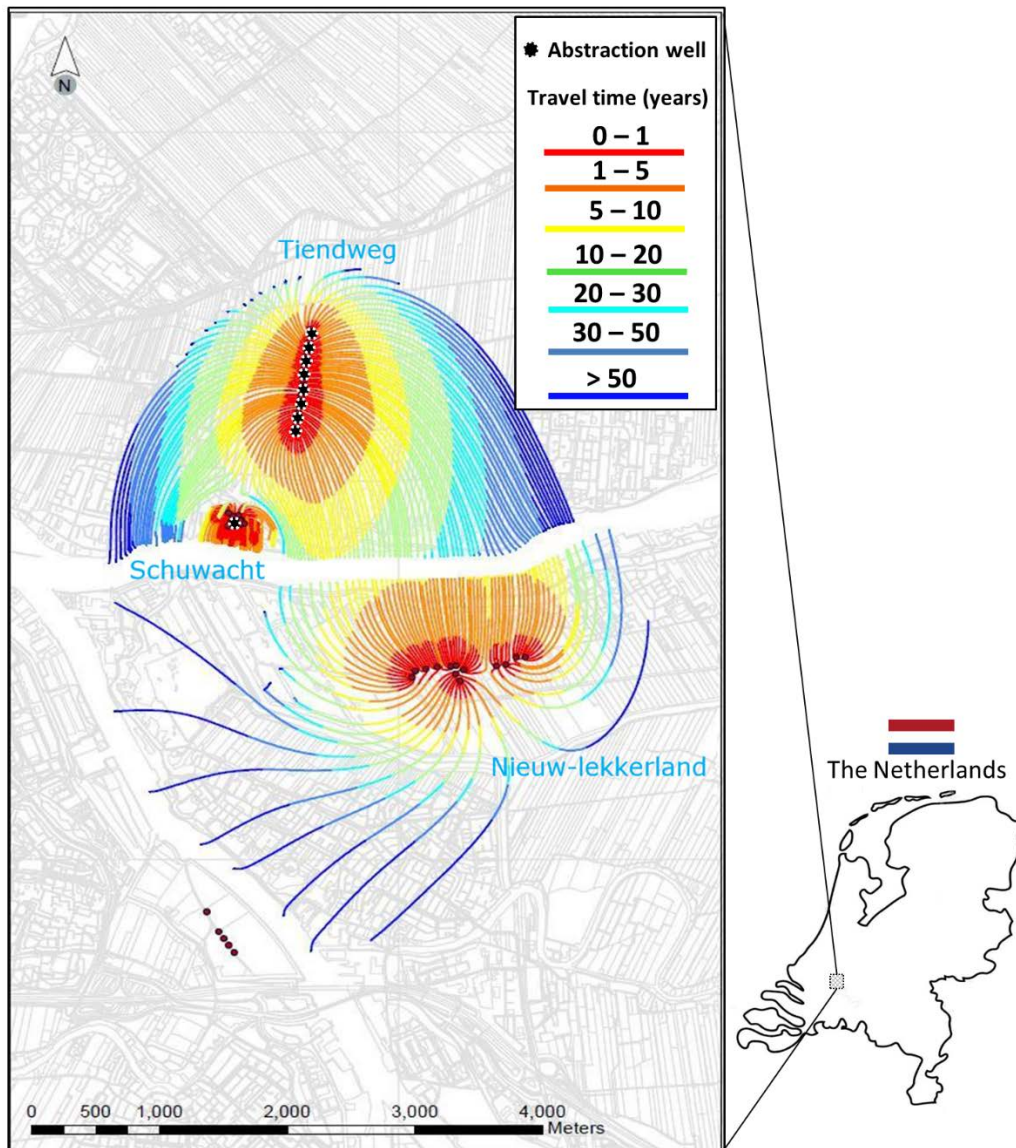 N
Abstraction well
Travel time (years)
0 – 1
1 – 5
5 – 10
10 – 20
20 – 30
30 – 50
> 50
Tiendweg
Schuwacht
Nieuw-lekkerland
The Netherlands
0 500 1,000 2,000 3,000 4,000
Meters